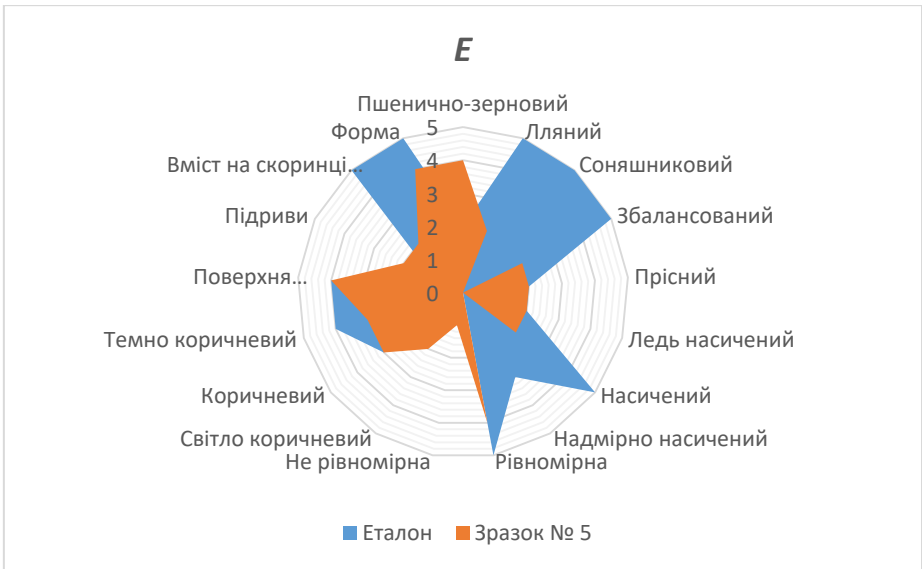 Е
Пшенично-зерновий
Лляний
Соняшниковий
Збалансований
Прісний
Ледь насичений
Насичений
Надмірно насичений
Рівномірна
Не рівномірна
Світло коричневий
Коричневий
Темно коричневий
Поверхня…
Підриви
Вміст на скоринці…
Форма
5
4
3
2
1
0
Еталон
Зразок № 5